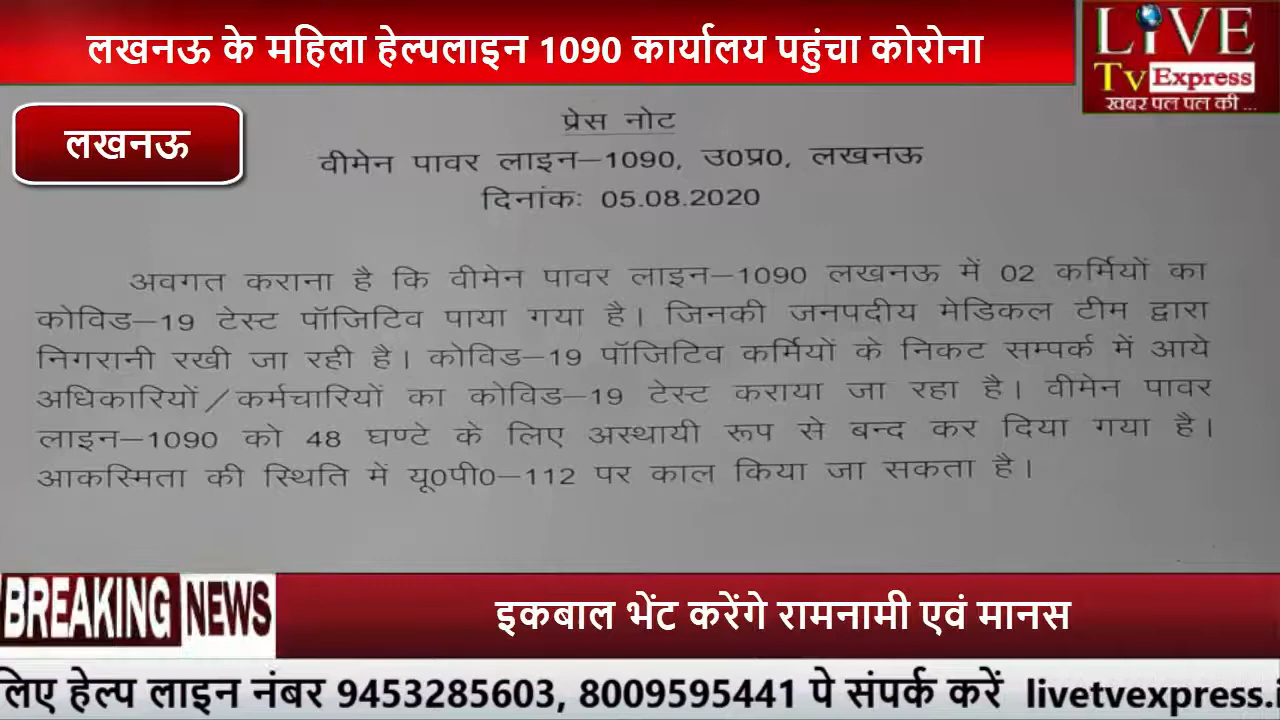 लखनऊ के महिला हेल्पलाइन 1090 कार्यालय पहुंचा कोरोना
LiVE
Tv Express
खबर पल पल की ...
लखनऊ
प्रेस नोट
वीमेन पावर लाइन–1090, उ0प्र0, लखनऊ
दिनांकः 05.08.2020
अवगत कराना है कि वीमेन पावर लाइन–1090 लखनऊ में 02 कर्मियों का
कोविड–19 टेस्ट पॉजिटिव पाया गया है। जिनकी जनपदीय मेडिकल टीम द्वारा
निगरानी रखी जा रही है। कोविड–19 पॉजिटिव कर्मियों के निकट सम्पर्क में आये
अधिकारियों/कर्मचारियों का कोविड–19 टेस्ट कराया जा रहा है। वीमेन पावर
लाइन–1090 को 48 घण्टे के लिए अस्थायी रूप से बन्द कर दिया गया है।
आकस्मिता की स्थिति में यू0पी0–112 पर काल किया जा सकता है।
BREAKING NEWS
इकबाल भेंट करेंगे रामनामी एवं मानस
लिए हेल्प लाइन नंबर 9453285603, 8009595441 पे संपर्क करें livetvexpress.i